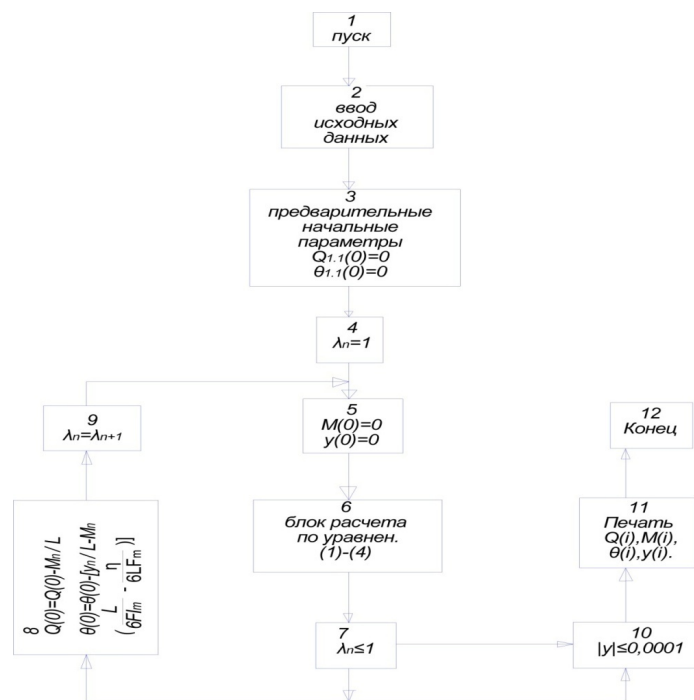 1
пуск
2
ввод
исходных
данных
3
предварительные
начальные
параметры
Q₁.₁(0)=0
θ₁.₁(0)=0
4
λₙ=1
5
M(0)=0
y(0)=0
6
блок расчета
по уравнен.
(1)-(4)
7
λₙ≤1
8
Q(0)=Q(0)-Mₙ/L
θ(0)=θ(0)-[yₙ/L-Mₙ
(L/6FIₘ - η/6LFₘ)]
9
λₙ=λₙ₊₁
10
|y|≤0,0001
11
Печать
Q(i),M(i),
θ(i),y(i).
12
Конец